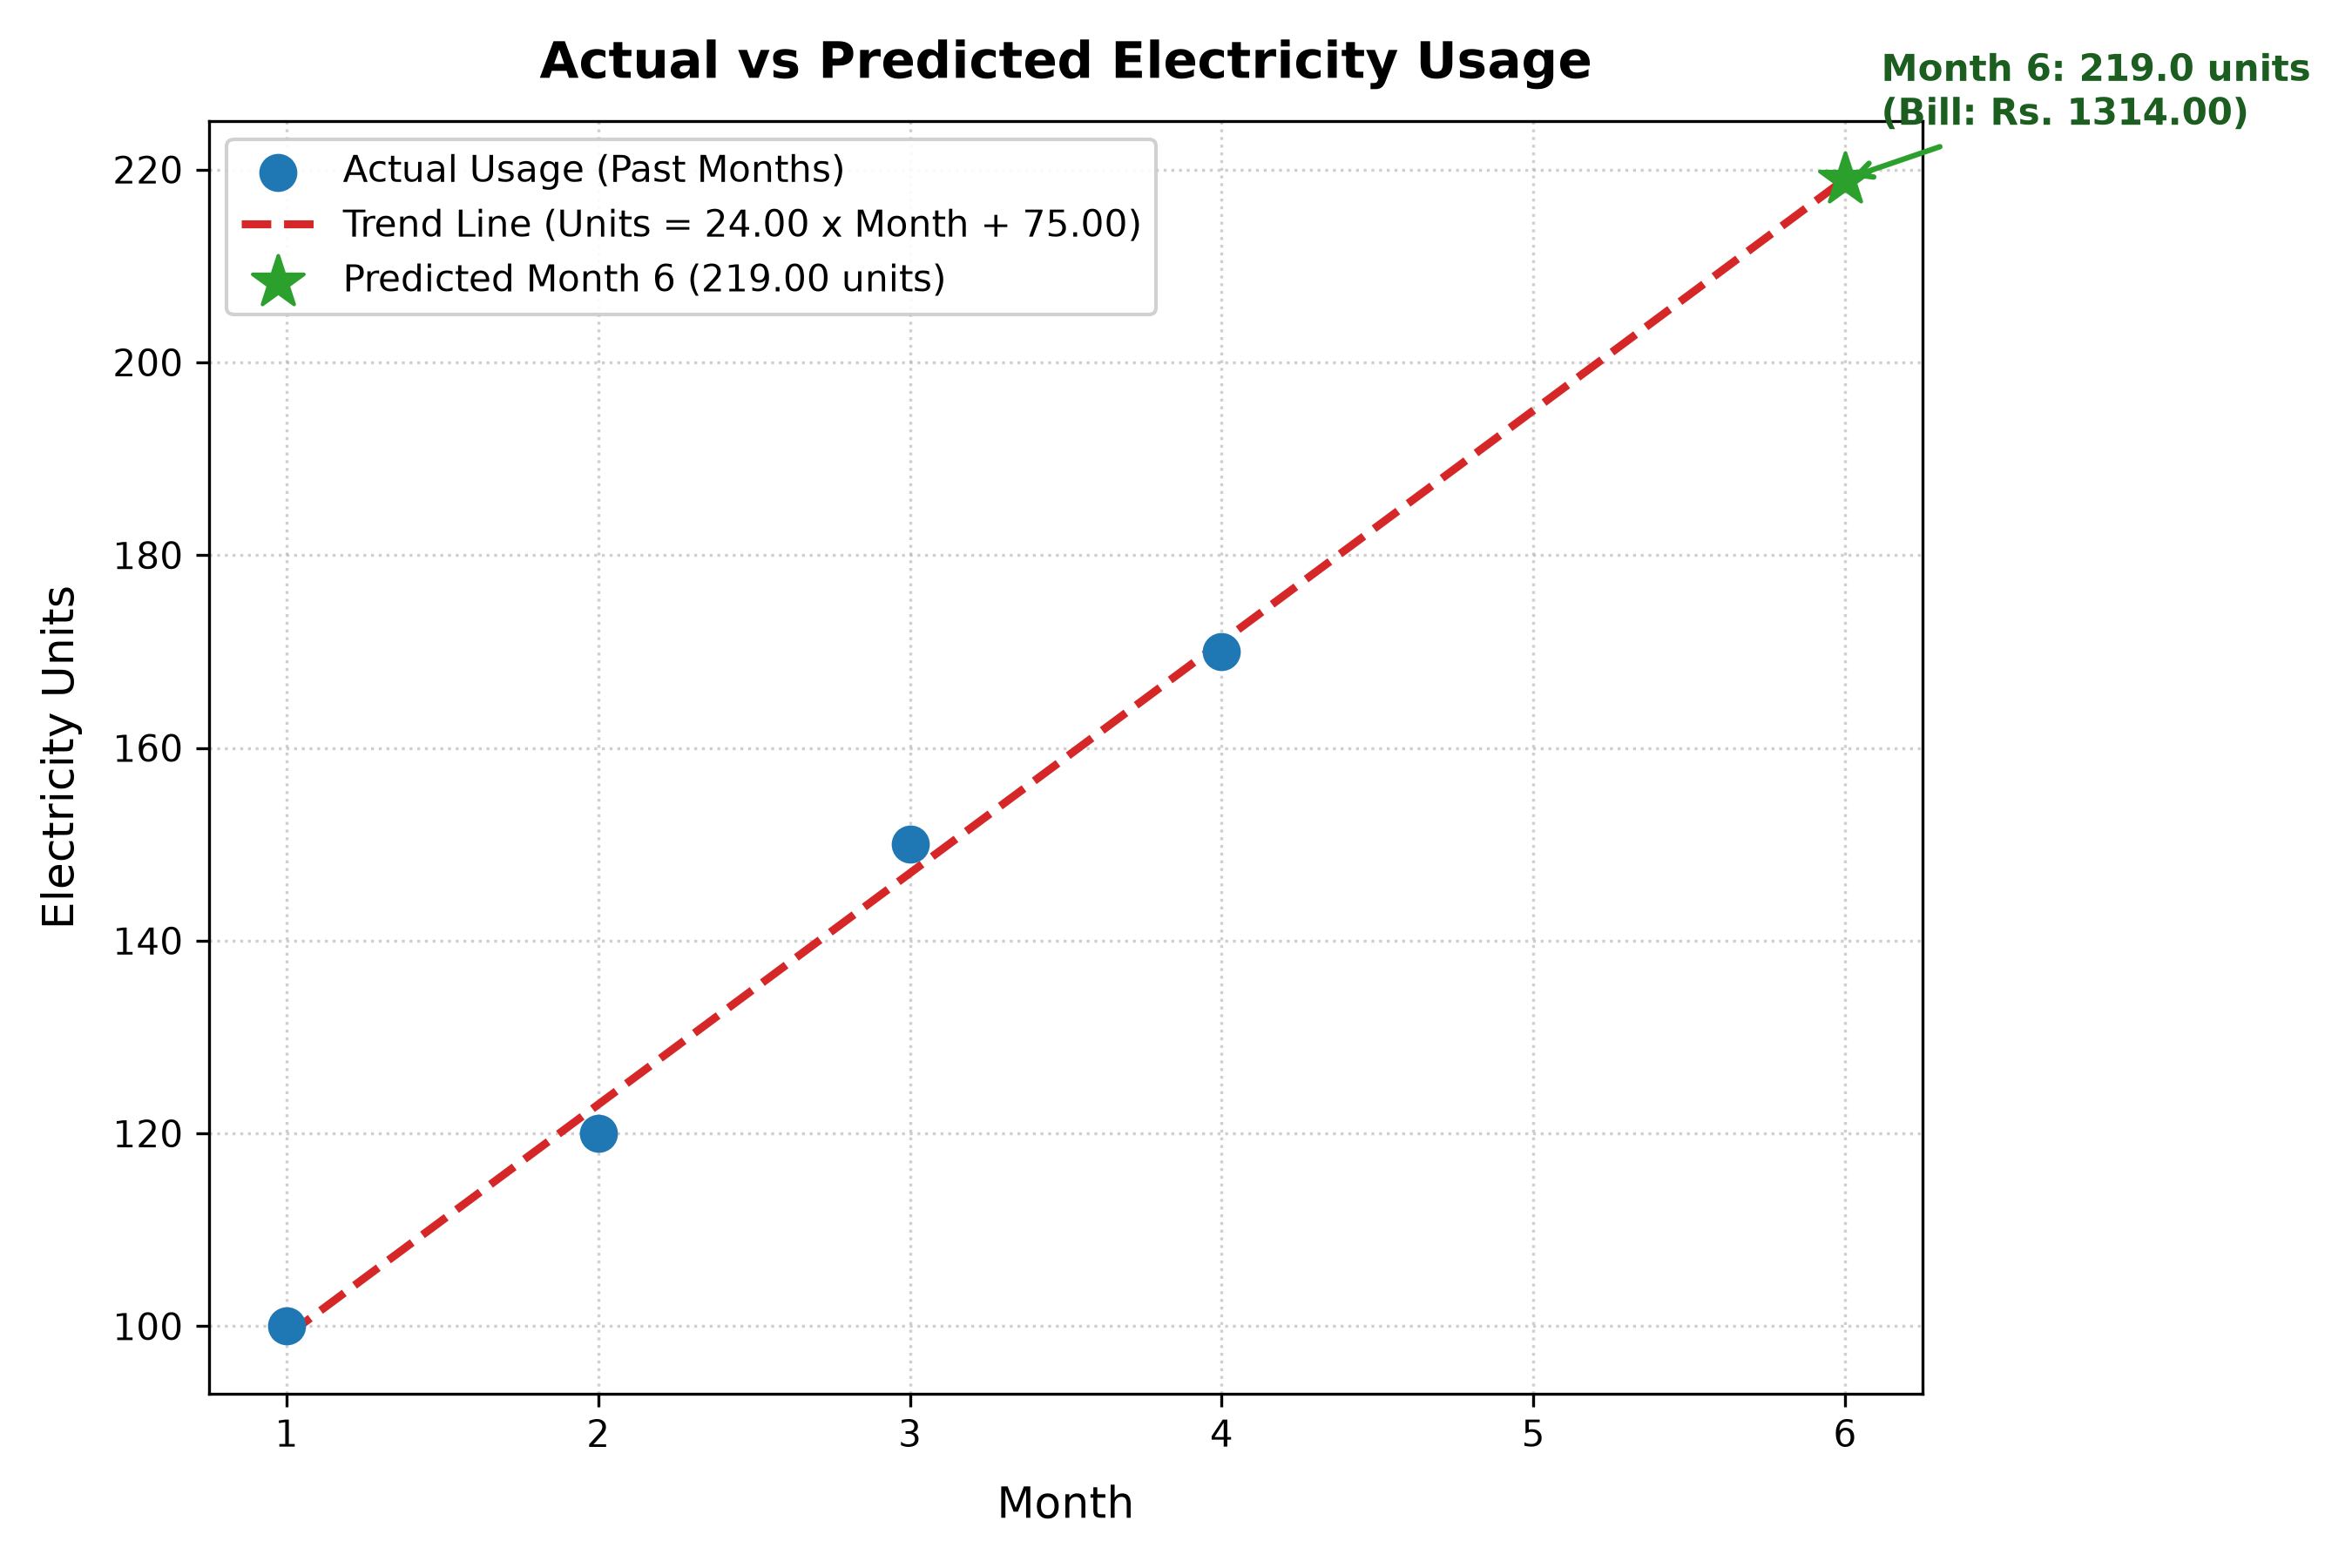 Actual vs Predicted Electricity Usage
Month 6: 219.0 units
(Bill: Rs. 1314.00)
Actual Usage (Past Months)
Trend Line (Units = 24.00 x Month + 75.00)
Predicted Month 6 (219.00 units)
Electricity Units
220
200
180
160
140
120
100
1 2 3 4 5 6
Month